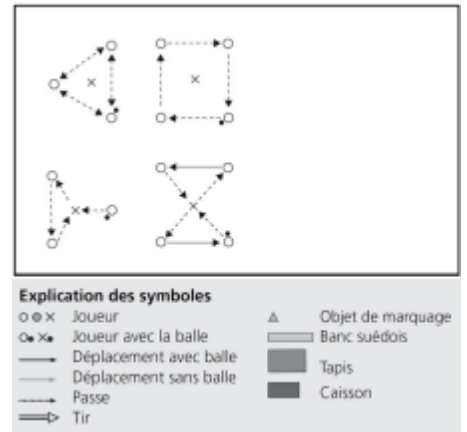 Explication des symboles
Joueur
Joueur avec la balle
Déplacement avec balle
Déplacement sans balle
Passe
Tir
Objet de marquage
Banc suédois
Tapis
Caisson